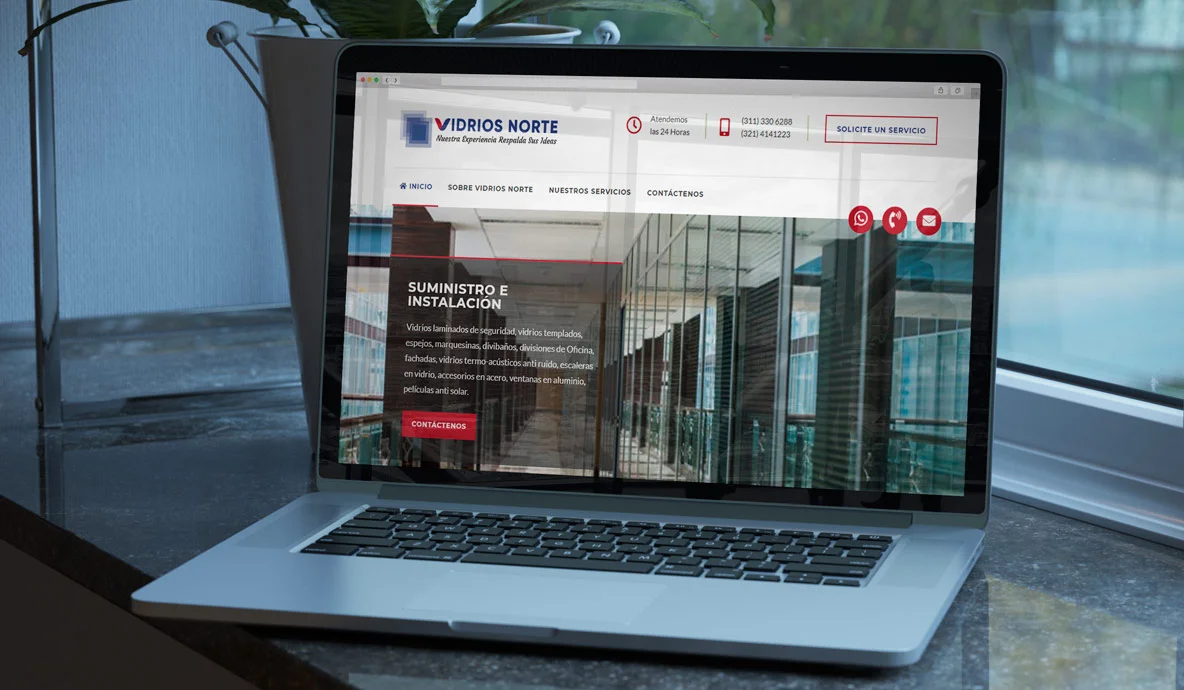 VIDRIOS NORTE
Nuestra Experiencia Respalda Sus Ideas
Atendemos
las 24 Horas
(311) 330 6288
(321) 4141223
SOLICITE UN SERVICIO
INICIO
SOBRE VIDRIOS NORTE
NUESTROS SERVICIOS
CONTÁCTENOS
SUMINISTRO E
INSTALACIÓN
Vidrios laminados de seguridad, vidrios templados,
espejos, marquesinas, divibaños, divisiones de Oficina,
fachadas, vidrios termo-acústicos anti ruido, escaleras
en vidrio, accesorios en acero, ventanas en aluminio,
películas anti solar.
CONTÁCTENOS